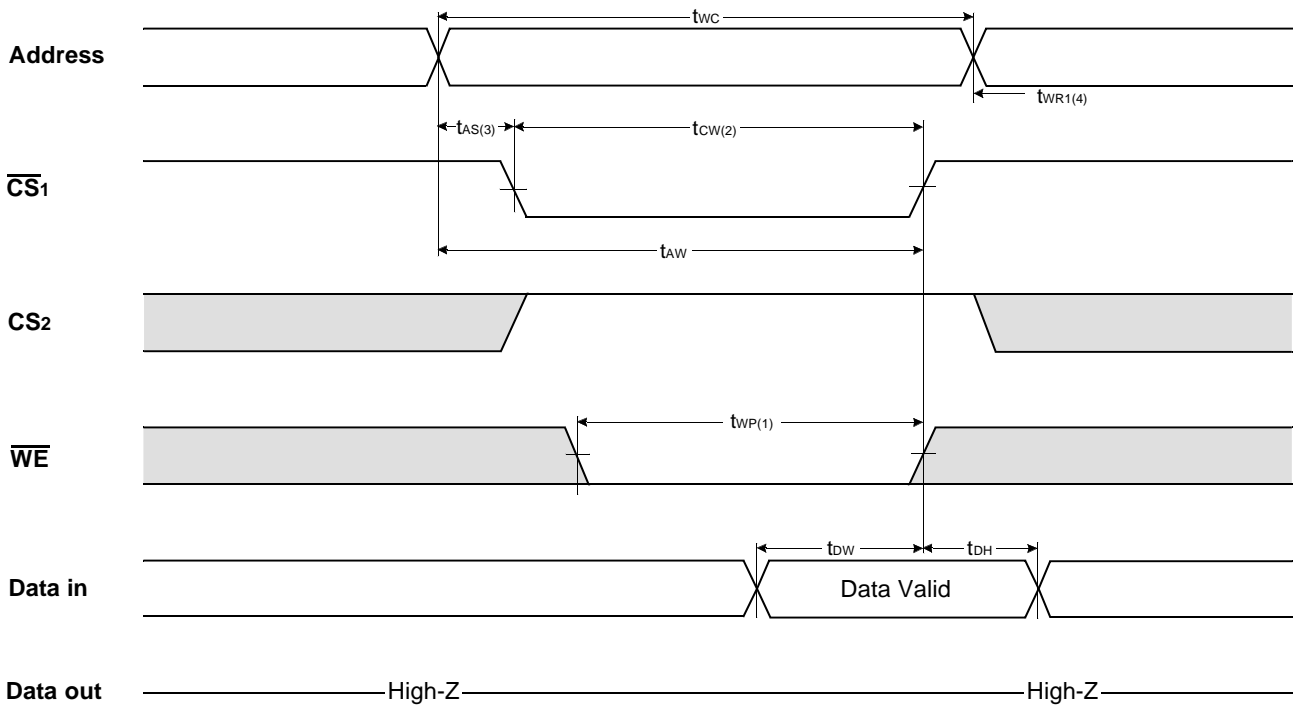 tWC
Address
tWR1(4)
tAS(3)
tCW(2)
CS1
tAW
CS2
tWP(1)
WE
tDW
tDH
Data in
Data Valid
Data out
High-Z
High-Z